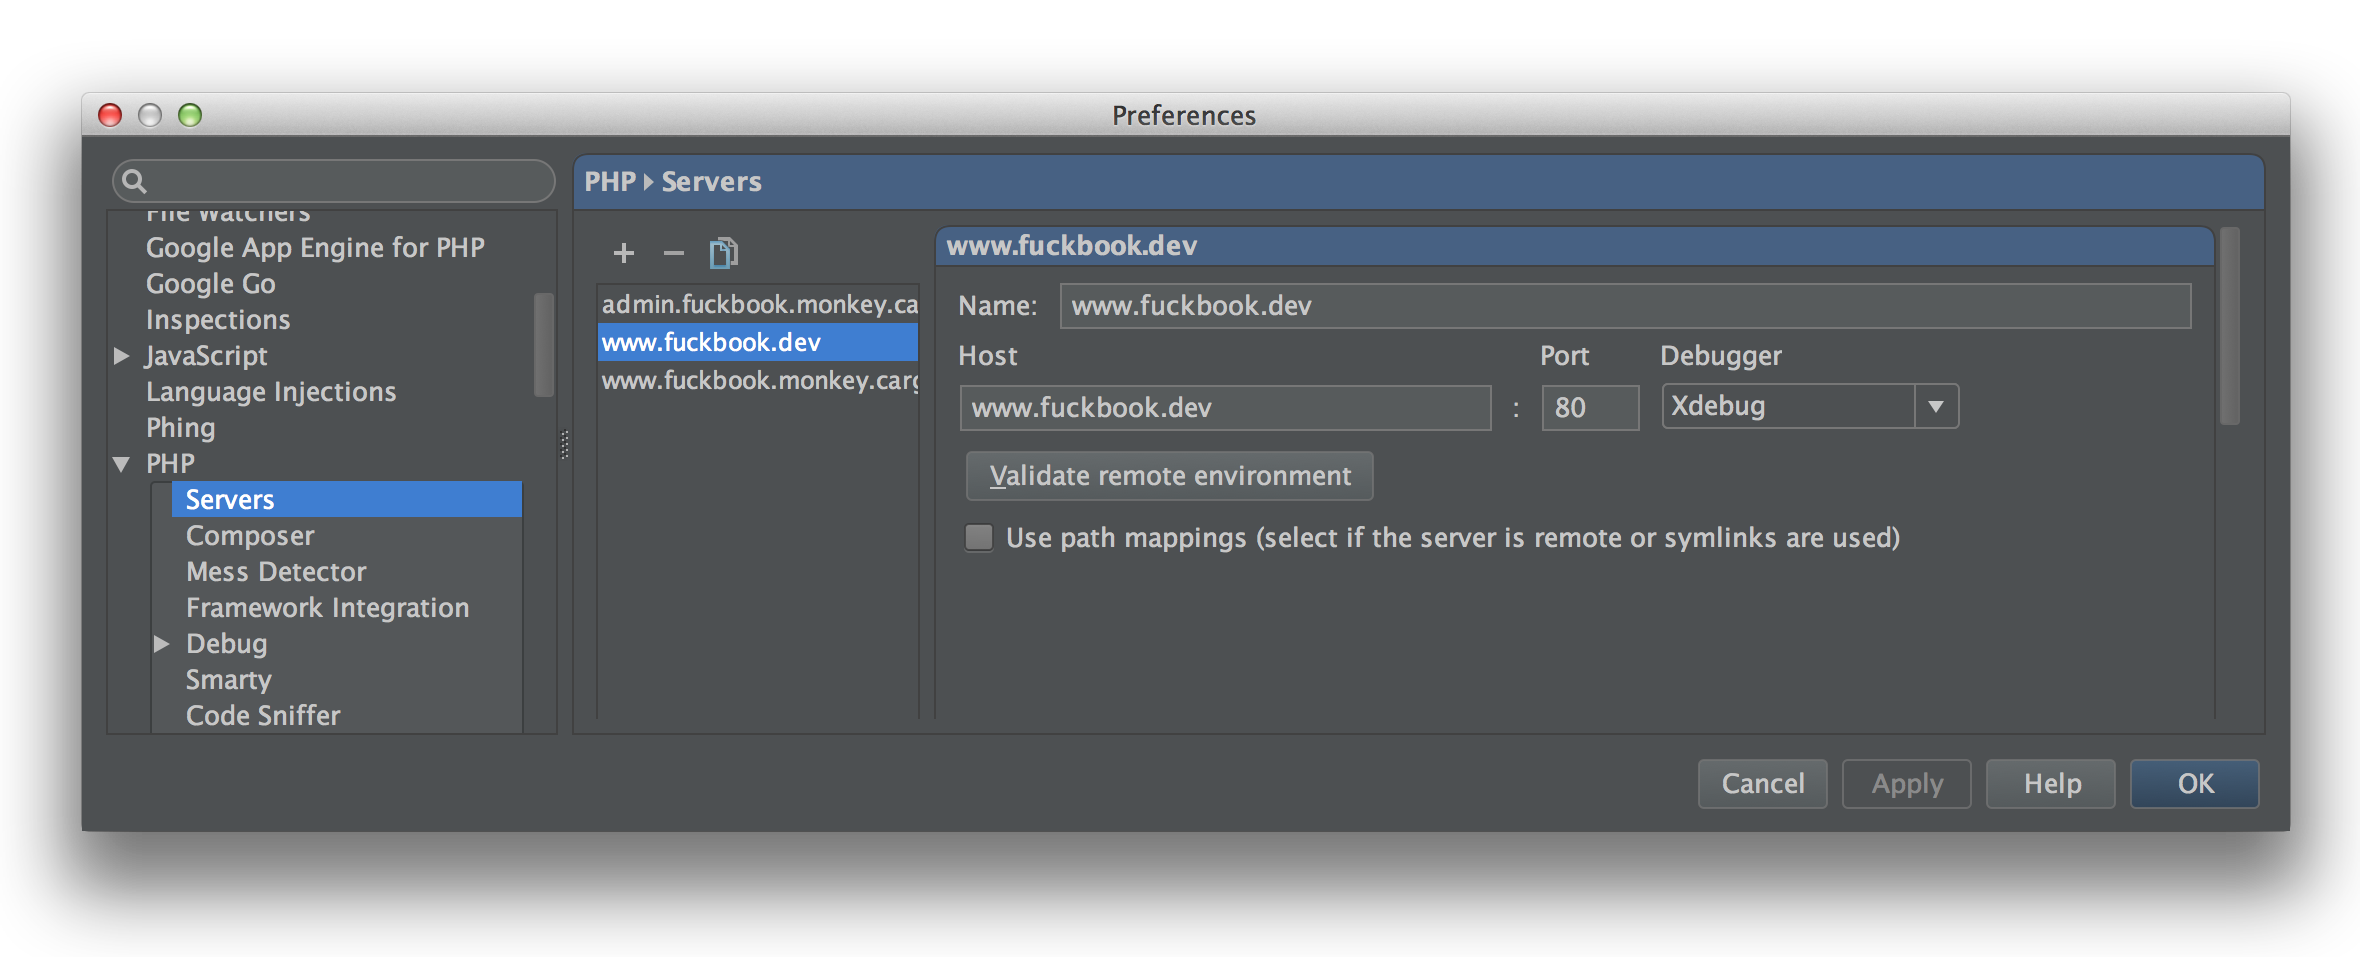 Preferences
PHP Servers
File Watchers
Google App Engine for PHP
Google Go
Inspections
JavaScript
Language Injections
Phing
PHP
Servers
Composer
Mess Detector
Framework Integration
Debug
Smarty
Code Sniffer
admin.fuckbook.monkey.ca
www.fuckbook.dev
www.fuckbook.monkey.carg
www.fuckbook.dev
Name: www.fuckbook.dev
Host Port Debugger
www.fuckbook.dev : 80 Xdebug
Validate remote environment
Use path mappings (select if the server is remote or symlinks are used)
Cancel Apply Help OK